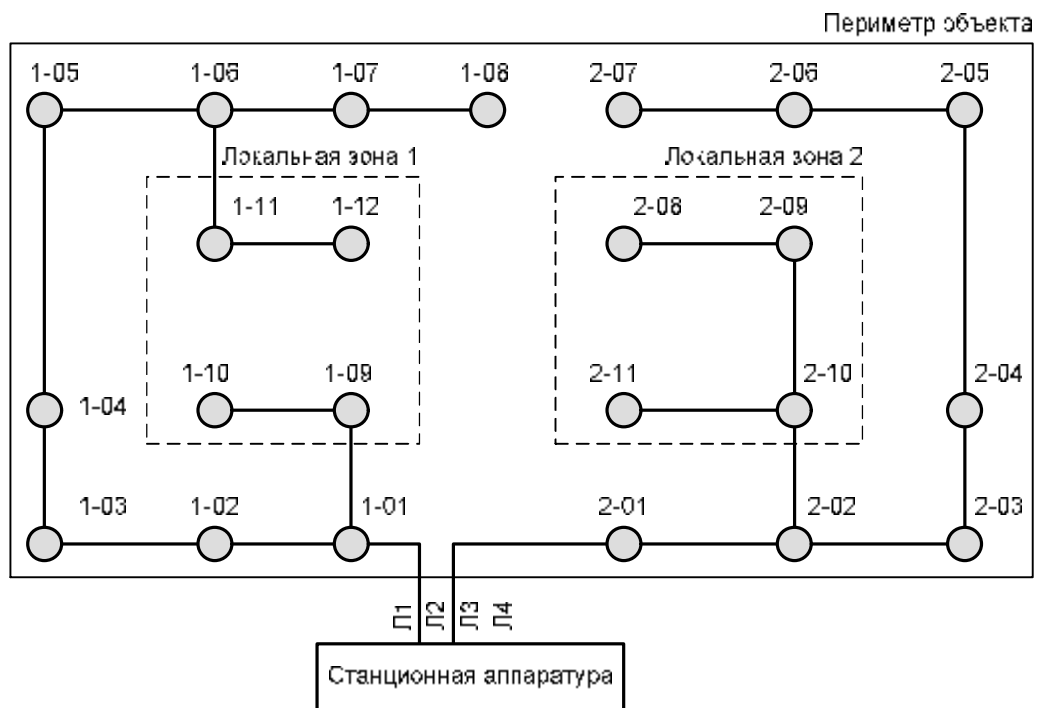 Периметр объекта
1-05 1-06 1-07 1-08 2-07 2-06 2-05
Локальная зона 1 Локальная зона 2
1-11 1-12 2-08 2-09
1-10 1-09 2-11 2-10 2-04
1-04
1-03 1-02 1-01 2-01 2-02 2-03
Л1 Л2 Л3 Л4
Станционная аппаратура